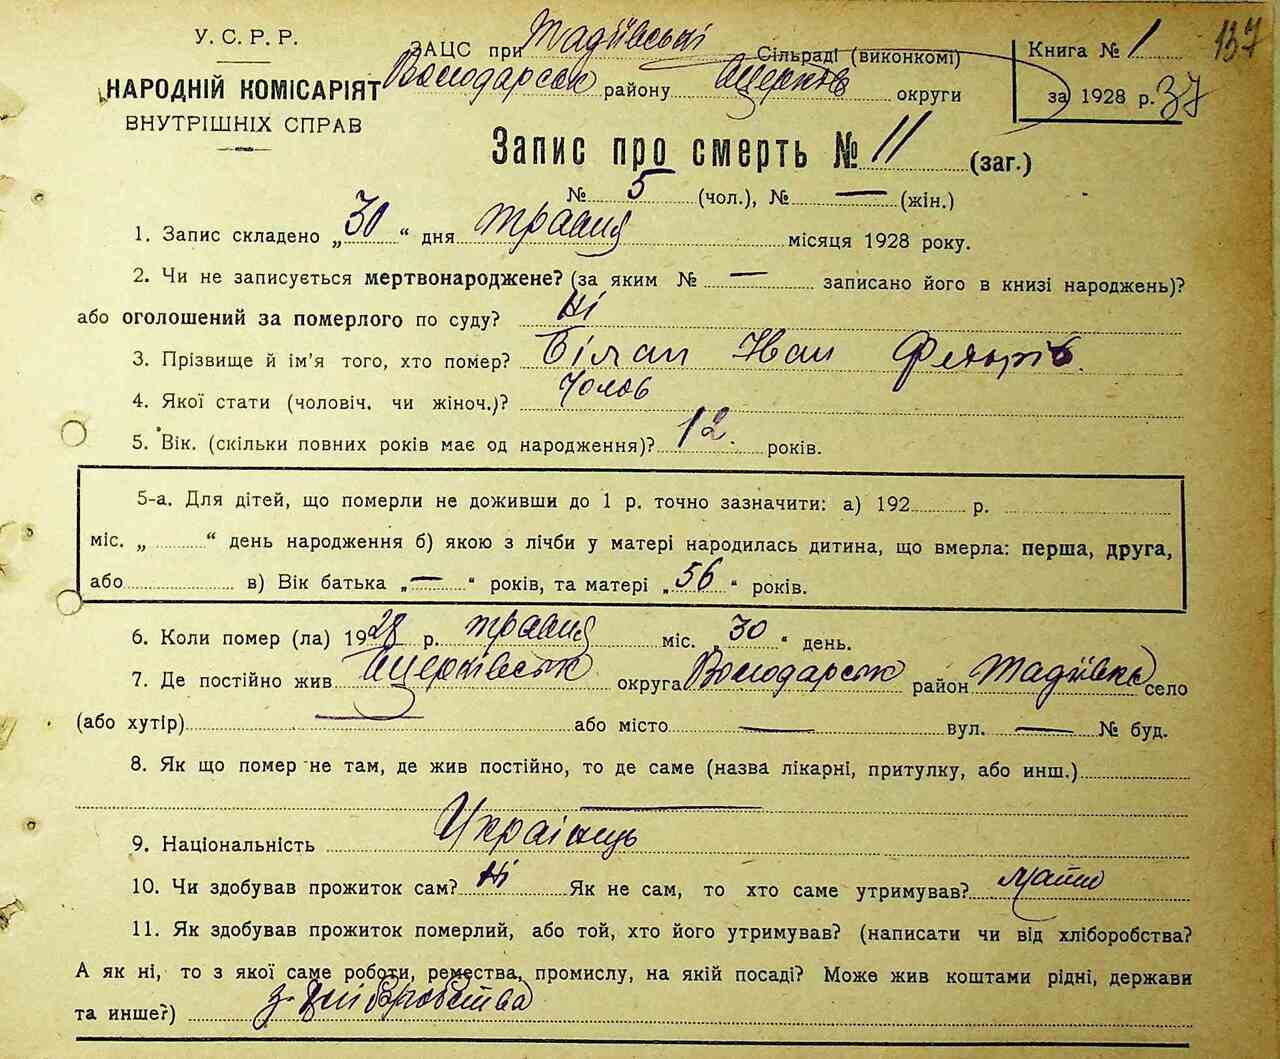 137
У. С. Р. Р.
НАРОДНІЙ КОМІСАРІЯТ
ВНУТРІШНІХ СПРАВ
ЗАЦС при Тадіївські Сільраді (виконкомі)
Володарськ району Бцерків округи
Книга № 1
за 1928 р. 37
Запис про смерть № 11 (заг.)
№ 5 (чол.), № — (жін.)
1. Запис складено „30“ дня травня місяця 1928 року.
2. Чи не записується мертвонароджене? (за яким № — записано його в книзі народжень)?
або оголошений за померлого по суду? Ні
3. Прізвище й ім'я того, хто помер? Білан Иван Федорів.
4. Якої стати (чоловіч. чи жіноч.)? Чолов
5. Вік. (скільки повних років має од народження)? 12. років.
5-а. Для дітей, що померли не доживши до 1 р. точно зазначити: а) 192 р.
міс. „ “ день народження б) якою з лічби у матері народилась дитина, що вмерла: перша, друга,
або в) Вік батька „—“ років, та матері „56“ років.
6. Коли помер (ла) 1928 р. травня міс. „30“ день.
7. Де постійно жив Бцерківськ округа Володарськ район Тадіївка село
(або хутір) — або місто — вул. — № буд.
8. Як що помер не там, де жив постійно, то де саме (назва лікарні, притулку, або инш.)
—
9. Національність Украінць
10. Чи здобував прожиток сам? Ні Як не сам, то хто саме утримував? мати
11. Як здобував прожиток померлий, або той, хто його утримував? (написати чи від хліборобства?
А як ні, то з якої саме роботи, ремества, промислу, на якій посаді? Може жив коштами рідні, держави
та инше?) з хліборобства